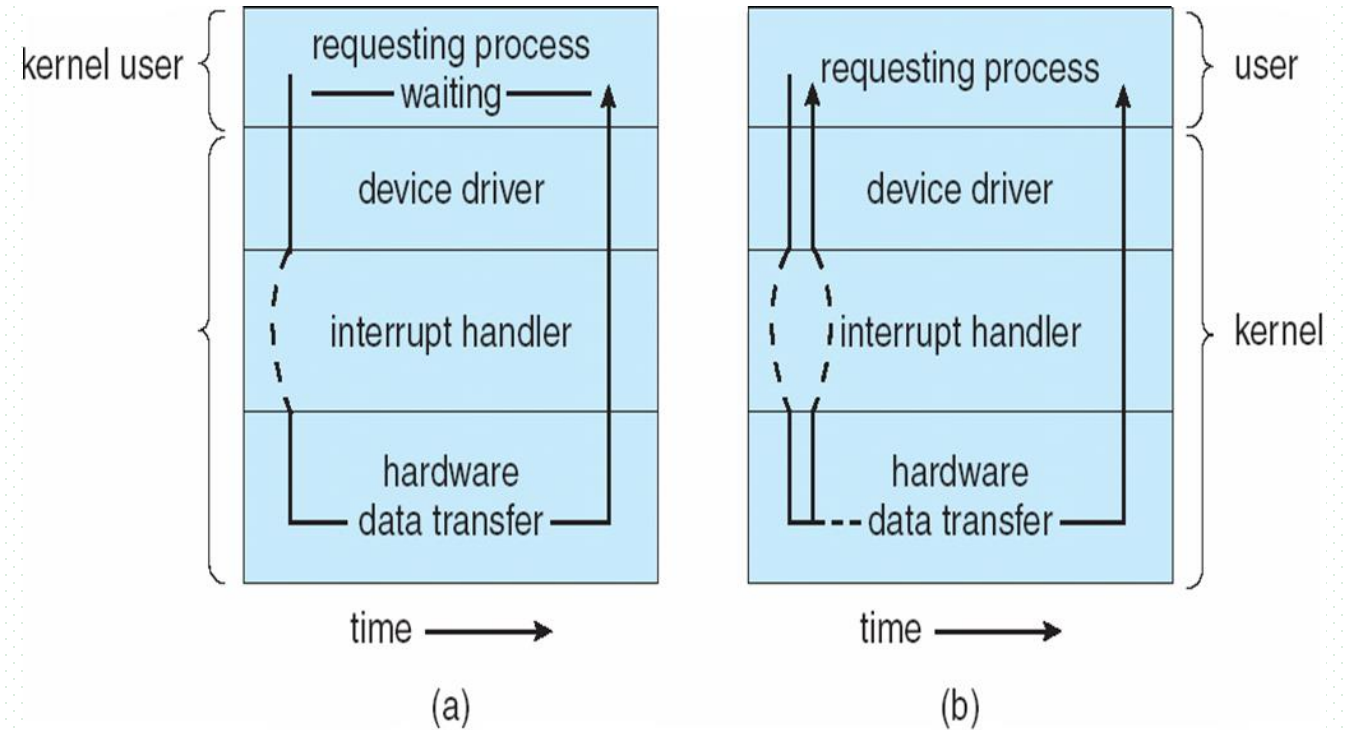 kernel user
requesting process
waiting
device driver
interrupt handler
hardware
data transfer
time
(a)
requesting process
user
device driver
interrupt handler
kernel
hardware
data transfer
time
(b)